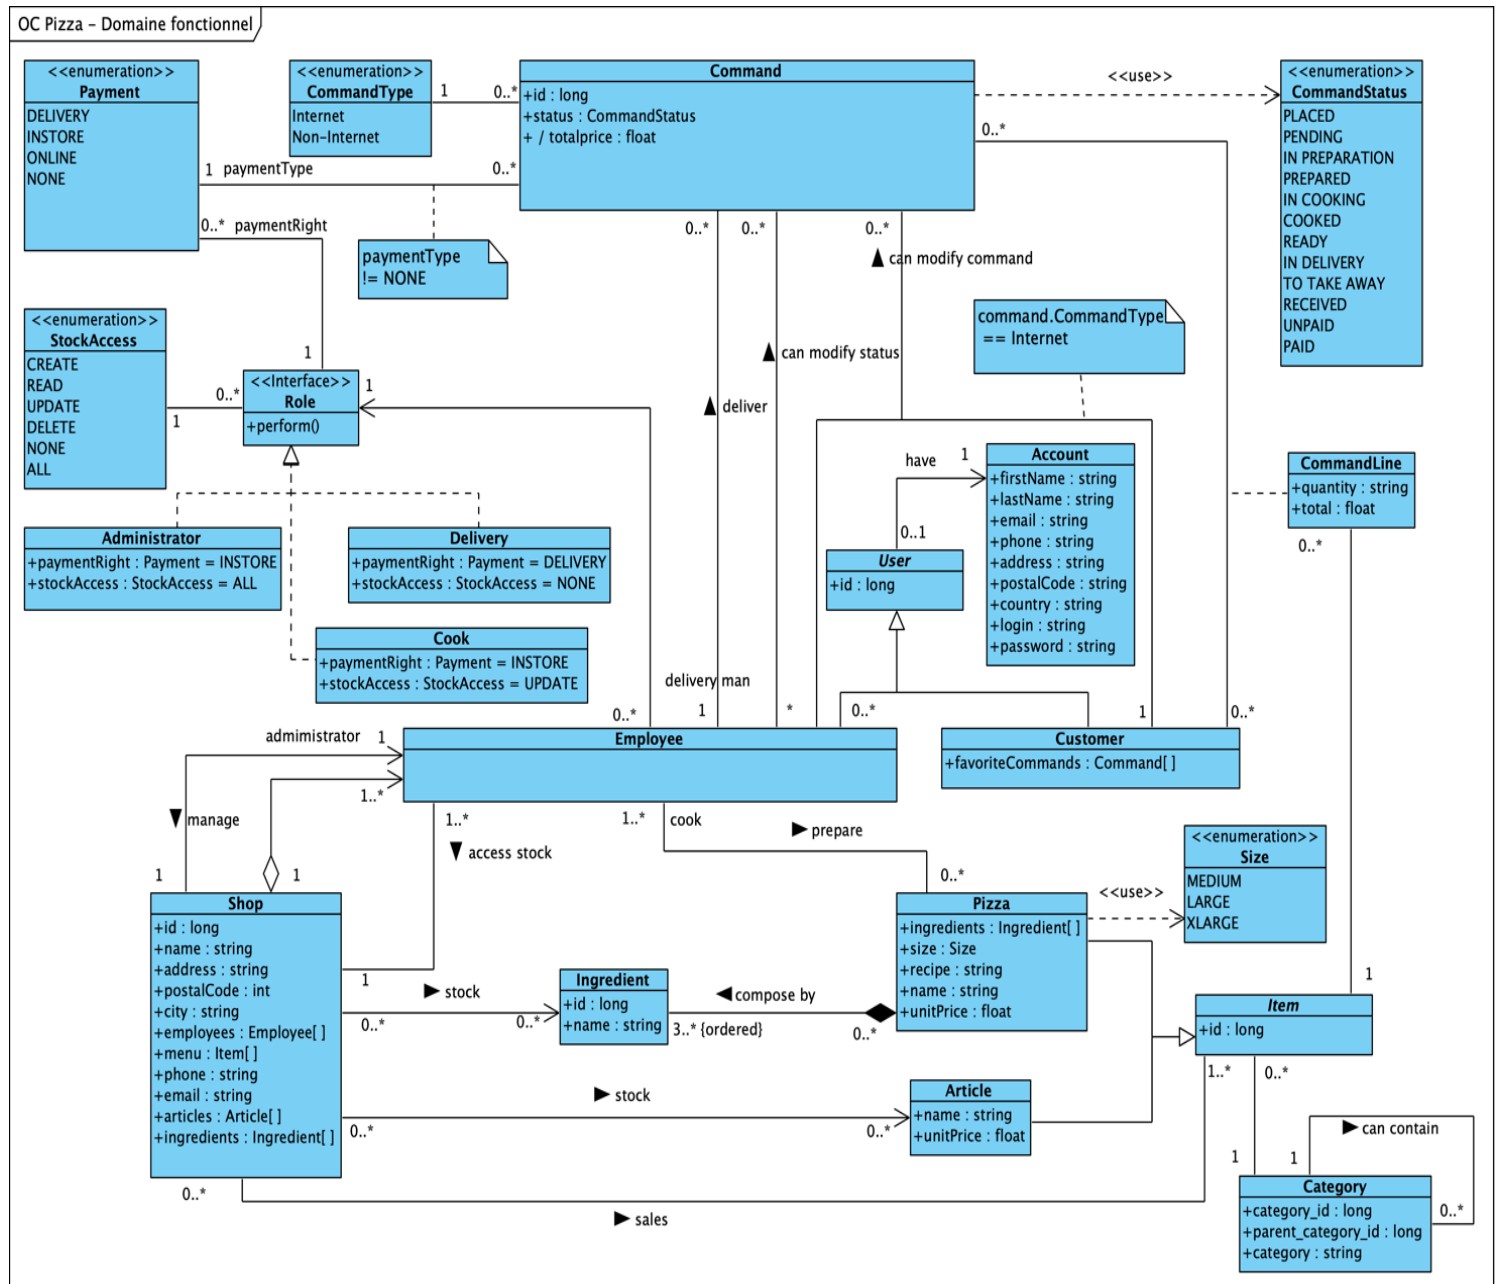 OC Pizza – Domaine fonctionnel
<<enumeration>>
Payment
DELIVERY
INSTORE
ONLINE
NONE
<<enumeration>>
CommandType
Internet
Non-Internet
1
0..*
Command
+id : long
+status : CommandStatus
+ / totalprice : float
<<use>>
<<enumeration>>
CommandStatus
PLACED
PENDING
IN PREPARATION
PREPARED
IN COOKING
COOKED
READY
IN DELIVERY
TO TAKE AWAY
RECEIVED
UNPAID
PAID
1 paymentType
0..*
0..* paymentRight
paymentType
!= NONE
0..*
0..*
0..*
0..*
can modify command
command.CommandType
== Internet
can modify status
deliver
<<enumeration>>
StockAccess
CREATE
READ
UPDATE
DELETE
NONE
ALL
1
0..*
1
<<Interface>>
Role
+perform()
1
have
1
0..1
Account
+firstName : string
+lastName : string
+email : string
+phone : string
+address : string
+postalCode : string
+country : string
+login : string
+password : string
User
+id : long
CommandLine
+quantity : string
+total : float
0..*
Administrator
+paymentRight : Payment = INSTORE
+stockAccess : StockAccess = ALL
Delivery
+paymentRight : Payment = DELIVERY
+stockAccess : StockAccess = NONE
Cook
+paymentRight : Payment = INSTORE
+stockAccess : StockAccess = UPDATE
delivery man
0..*
1
*
0..*
1
0..*
admimistrator
1
Employee
Customer
+favoriteCommands : Command[ ]
1..*
manage
1..*
access stock
1..*
cook
prepare
1
1
0..*
<<use>>
<<enumeration>>
Size
MEDIUM
LARGE
XLARGE
Shop
+id : long
+name : string
+address : string
+postalCode : int
+city : string
+employees : Employee[ ]
+menu : Item[ ]
+phone : string
+email : string
+articles : Article[ ]
+ingredients : Ingredient[ ]
1
stock
0..*
0..*
Ingredient
+id : long
+name : string
compose by
3..* {ordered}
0..*
Pizza
+ingredients : Ingredient[ ]
+size : Size
+recipe : string
+name : string
+unitPrice : float
1
Item
+id : long
1..*
0..*
stock
0..*
0..*
Article
+name : string
+unitPrice : float
can contain
1
1
0..*
Category
+category_id : long
+parent_category_id : long
+category : string
0..*
sales